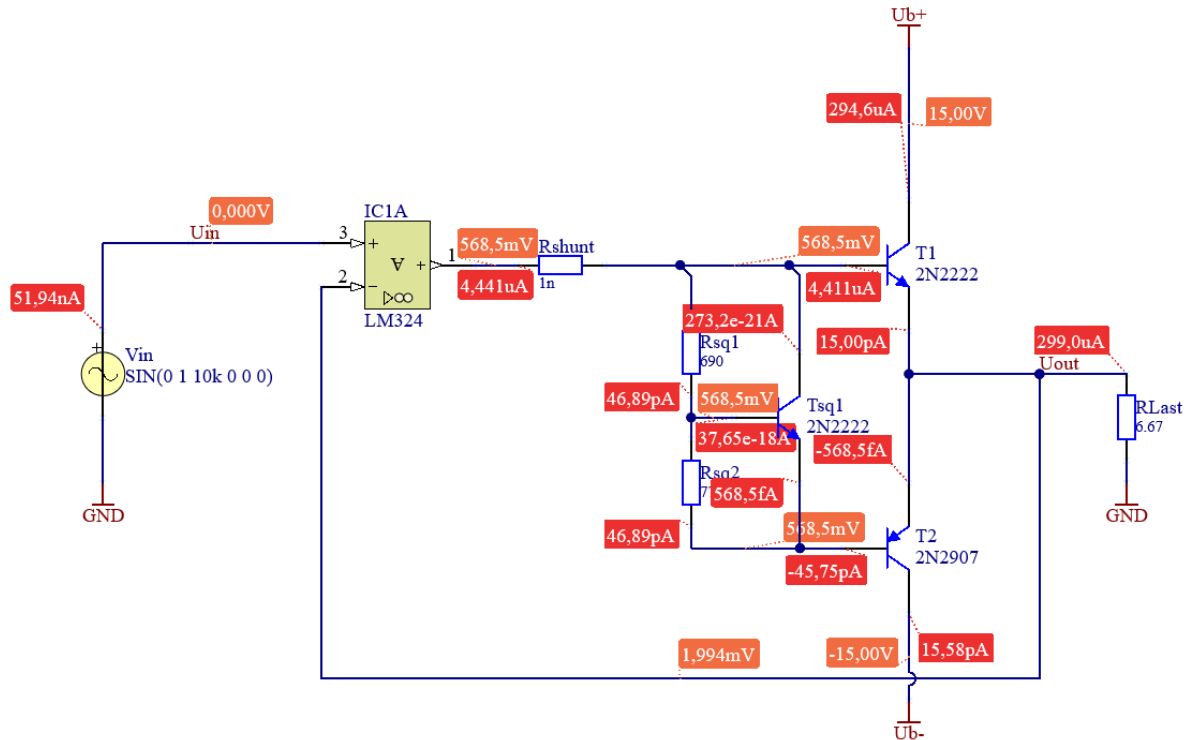 Ub+
294,6uA
15,00V
0,000V
Uin
IC1A
3
+
A
+
1
2
−
LM324
568,5mV
Rshunt
4,441uA
1n
568,5mV
4,411uA
T1
2N2222
51,94nA
+
Vin
SIN(0 1 10k 0 0 0)
273,2e-21A
Rsq1
690
15,00pA
299,0uA
Uout
46,89pA
568,5mV
Tsq1
2N2222
37,65e-18A
RLast
6.67
-568,5fA
Rsq2
568,5fA
GND
GND
46,89pA
568,5mV
T2
2N2907
-45,75pA
1,994mV
-15,00V
15,58pA
Ub-